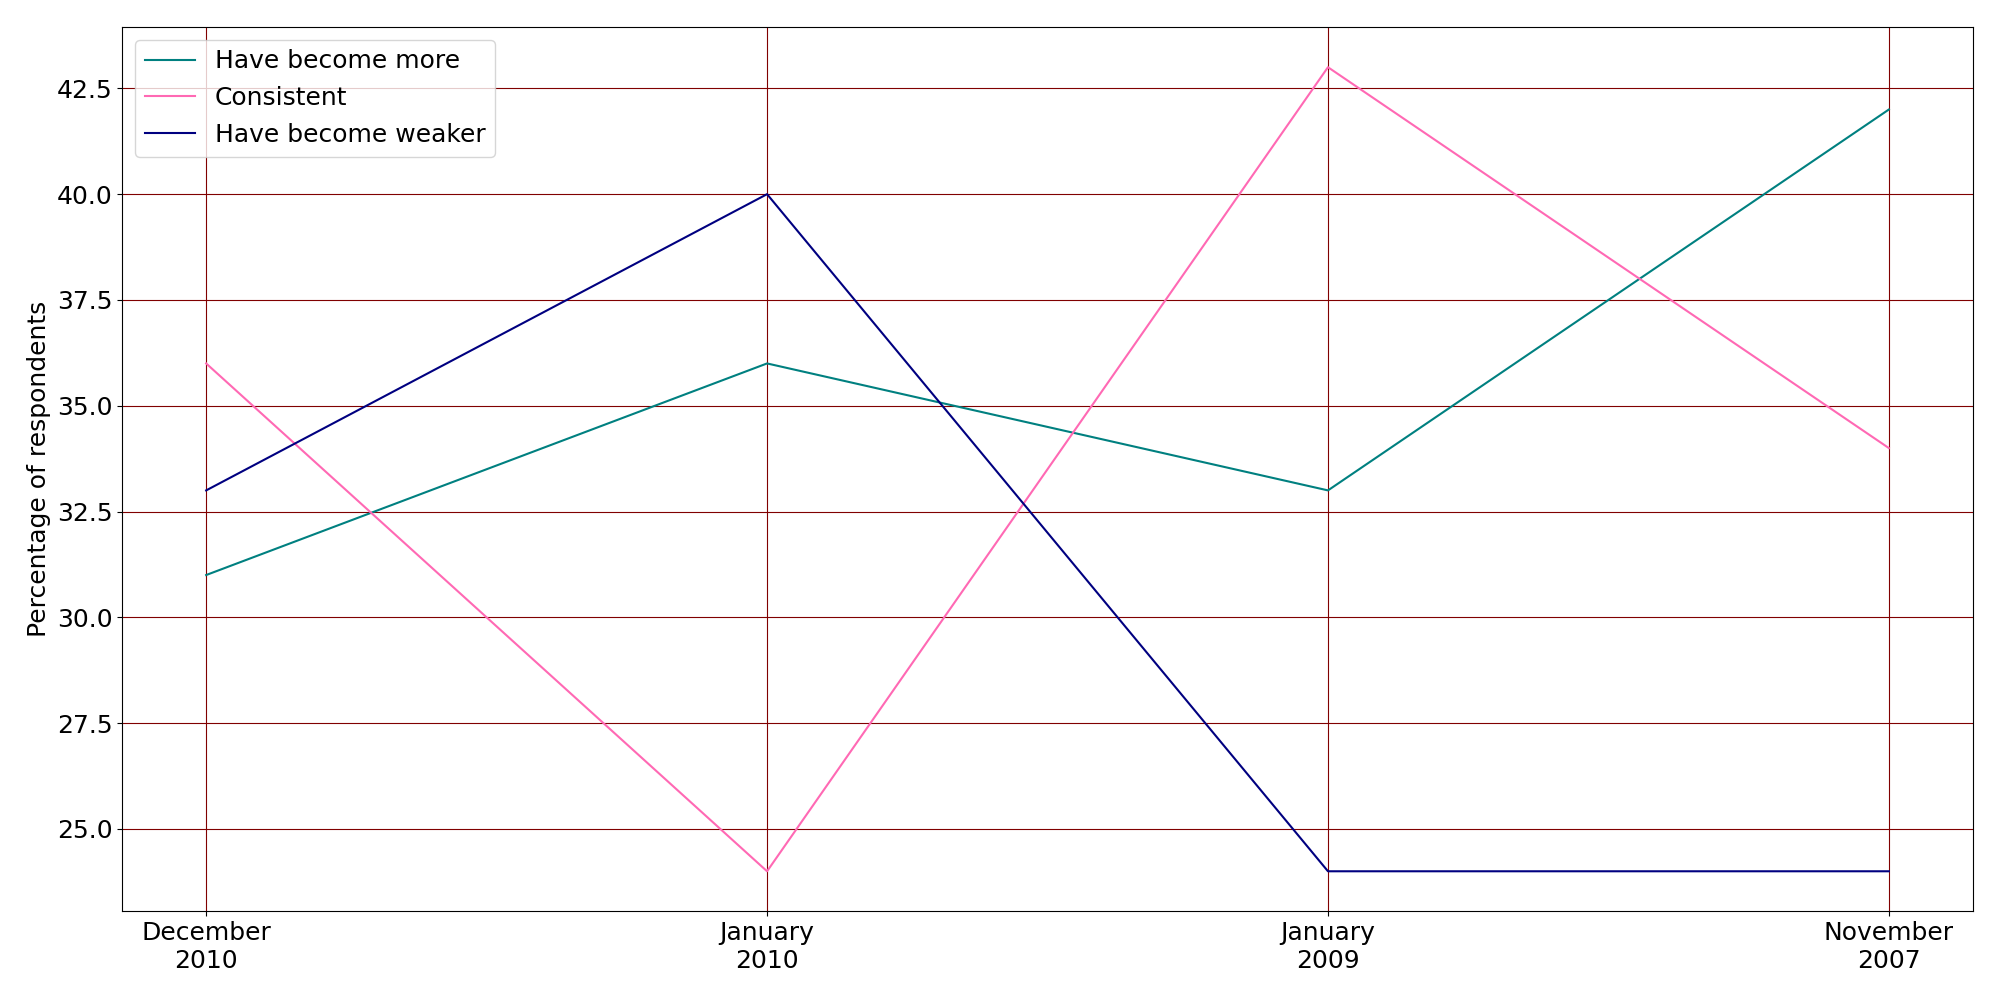 Have become more
Consistent
Have become weaker
Percentage of respondents
42.5
40.0
37.5
35.0
32.5
30.0
27.5
25.0
December
2010
January
2010
January
2009
November
2007